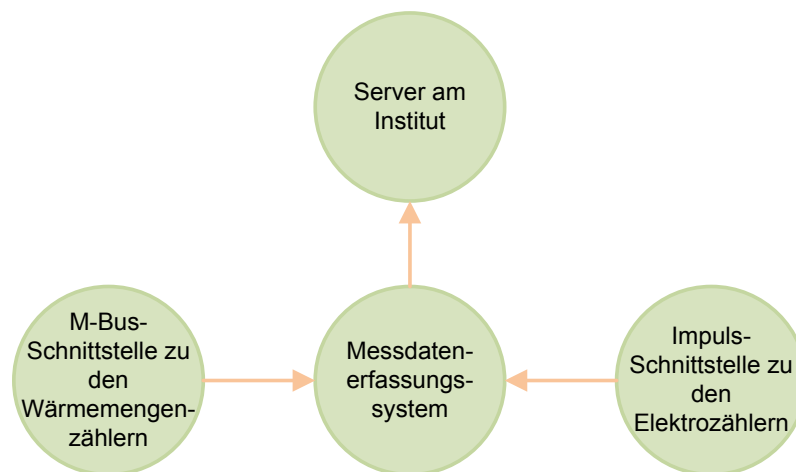 Server am
Institut
M-Bus-
Schnittstelle zu
den
Wärmemengen-
zählern
Messdaten-
erfassungs-
system
Impuls-
Schnittstelle zu
den
Elektrozählern